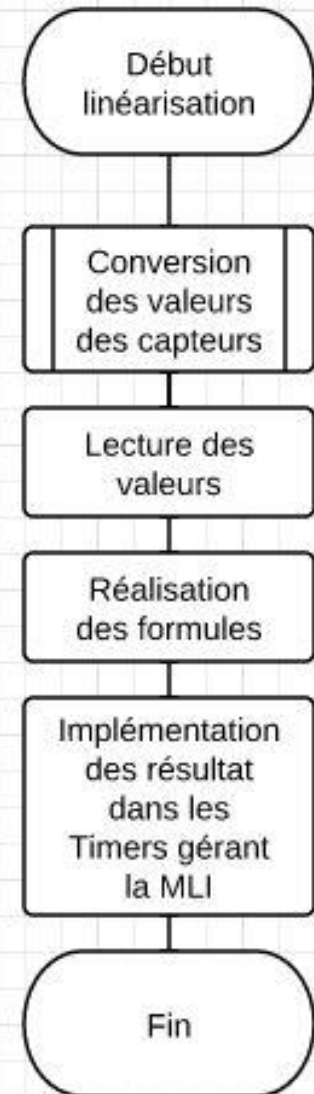 Début
linéarisation
Conversion
des valeurs
des capteurs
Lecture des
valeurs
Réalisation
des formules
Implémentation
des résultat
dans les
Timers gérant
la MLI
Fin